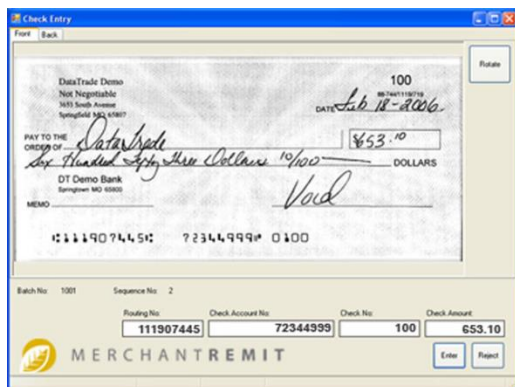 Check Entry
Front Back
Rotate
DataTrade Demo
Not Negotiable
3651 South Avenue
Springfield MO 65807
100
DATE Feb 18-2006
PAY TO THE
ORDER OF DataTrade
$653.10
Six Hundred Fifty Three Dollars 10/100 DOLLARS
DT Demo Bank
Springtown MO 65800
MEMO
Void
⑆111907445⑆ 72344999⑈ 0100
Batch No: 1001 Sequence No: 2
Routing No: Check Account No: Check No: Check Amount:
111907445 72344999 100 653.10
MERCHANTREMIT
Enter Reject